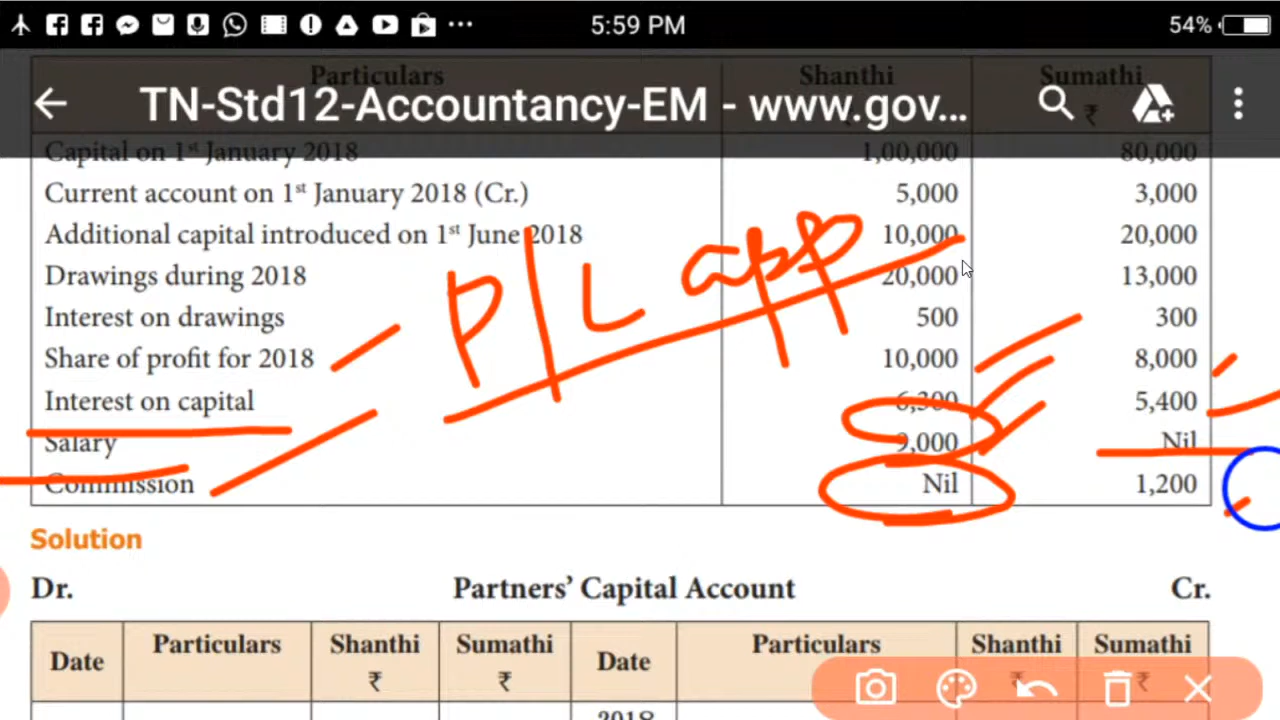 5:59 PM 54%
TN-Std12-Accountancy-EM - www.gov...
Particulars Shanthi Sumathi
₹
Capital on 1st January 2018 1,00,000 80,000
Current account on 1st January 2018 (Cr.) 5,000 3,000
Additional capital introduced on 1st June 2018 10,000 20,000
Drawings during 2018 20,000 13,000
Interest on drawings 500 300
Share of profit for 2018 10,000 8,000
Interest on capital 6,300 5,400
Salary 9,000 Nil
Commission Nil 1,200
P/L app
Solution
Dr. Partners' Capital Account Cr.
Date Particulars Shanthi ₹ Sumathi ₹ Date Particulars Shanthi ₹ Sumathi ₹
2018